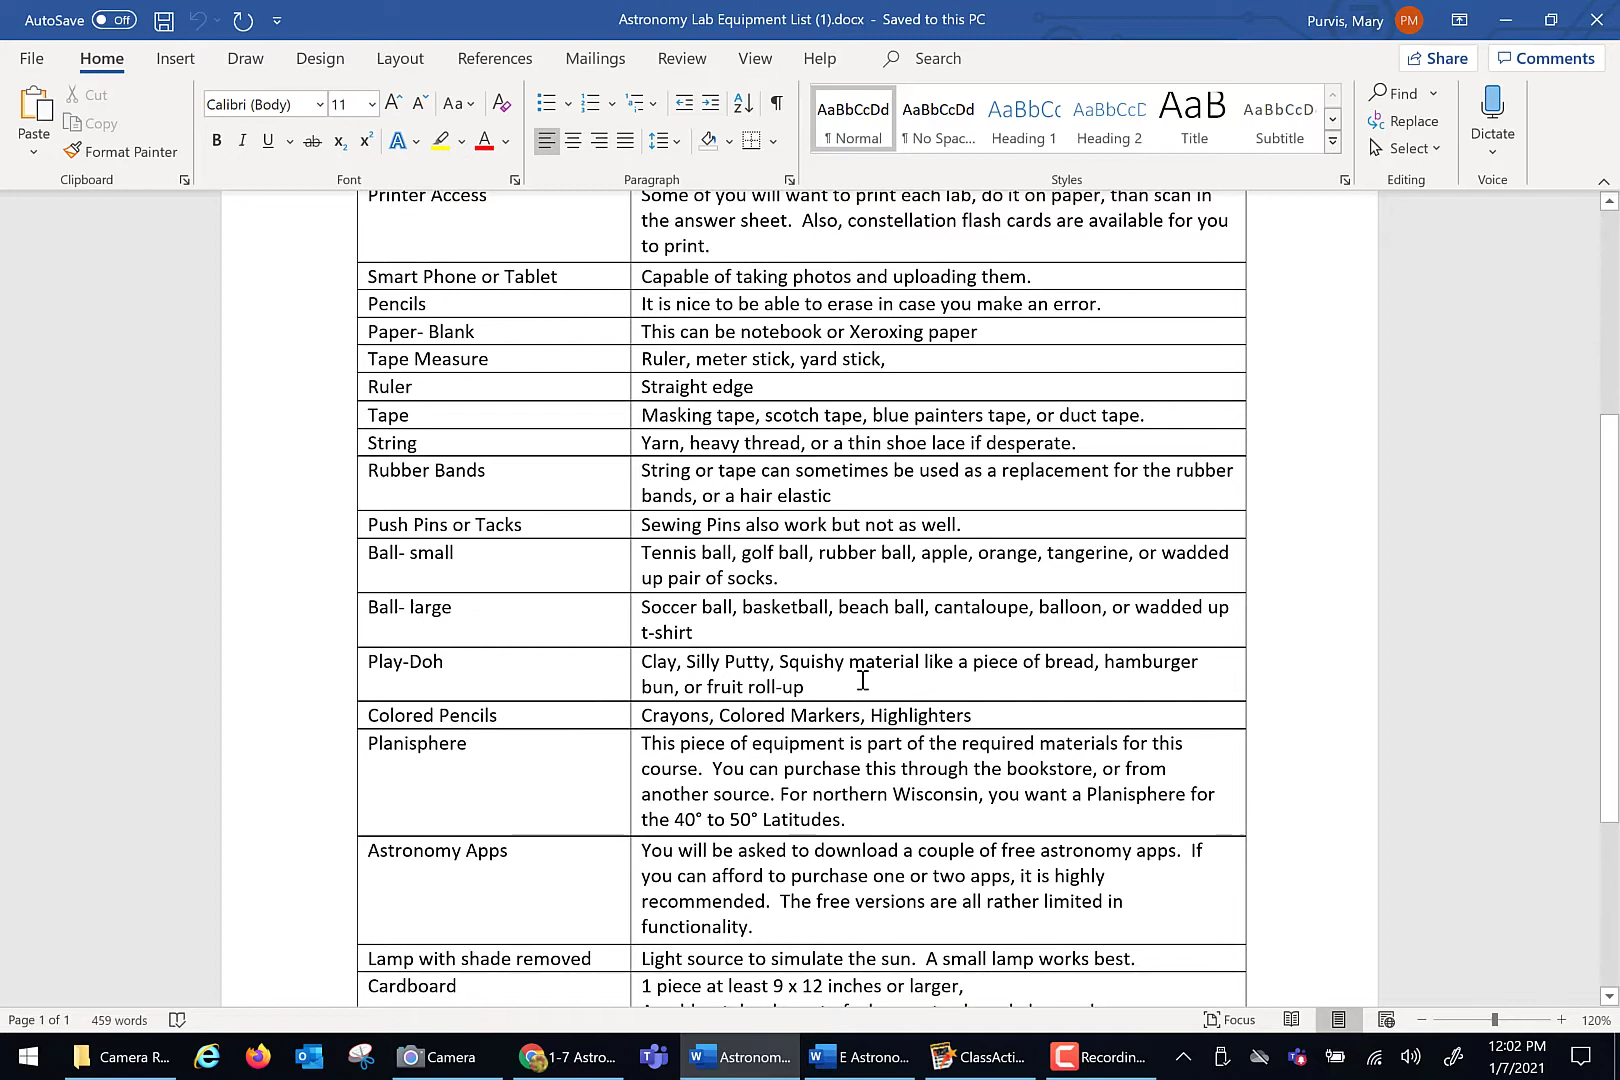 AutoSave Off Astronomy Lab Equipment List (1).docx - Saved to this PC Purvis, Mary PM
File Home Insert Draw Design Layout References Mailings Review View Help Search Share Comments
Paste Cut Copy Format Painter
Clipboard
Calibri (Body) 11
Font
Paragraph
AaBbCcDd AaBbCcDd AaBbCc AaBbCcD AaB AaBbCcD
¶ Normal ¶ No Spac... Heading 1 Heading 2 Title Subtitle
Styles
Find
Replace
Select
Editing
Dictate
Voice
Printer Access Some of you will want to print each lab, do it on paper, than scan in
the answer sheet. Also, constellation flash cards are available for you
to print.
Smart Phone or Tablet Capable of taking photos and uploading them.
Pencils It is nice to be able to erase in case you make an error.
Paper- Blank This can be notebook or Xeroxing paper
Tape Measure Ruler, meter stick, yard stick,
Ruler Straight edge
Tape Masking tape, scotch tape, blue painters tape, or duct tape.
String Yarn, heavy thread, or a thin shoe lace if desperate.
Rubber Bands String or tape can sometimes be used as a replacement for the rubber
bands, or a hair elastic
Push Pins or Tacks Sewing Pins also work but not as well.
Ball- small Tennis ball, golf ball, rubber ball, apple, orange, tangerine, or wadded
up pair of socks.
Ball- large Soccer ball, basketball, beach ball, cantaloupe, balloon, or wadded up
t-shirt
Play-Doh Clay, Silly Putty, Squishy material like a piece of bread, hamburger
bun, or fruit roll-up
Colored Pencils Crayons, Colored Markers, Highlighters
Planisphere This piece of equipment is part of the required materials for this
course. You can purchase this through the bookstore, or from
another source. For northern Wisconsin, you want a Planisphere for
the 40° to 50° Latitudes.
Astronomy Apps You will be asked to download a couple of free astronomy apps. If
you can afford to purchase one or two apps, it is highly
recommended. The free versions are all rather limited in
functionality.
Lamp with shade removed Light source to simulate the sun. A small lamp works best.
Cardboard 1 piece at least 9 x 12 inches or larger,
Page 1 of 1 459 words Focus 120%
Camera R... Camera 1-7 Astro... Astronom... E Astrono... ClassActi... Recordin... 12:02 PM
1/7/2021